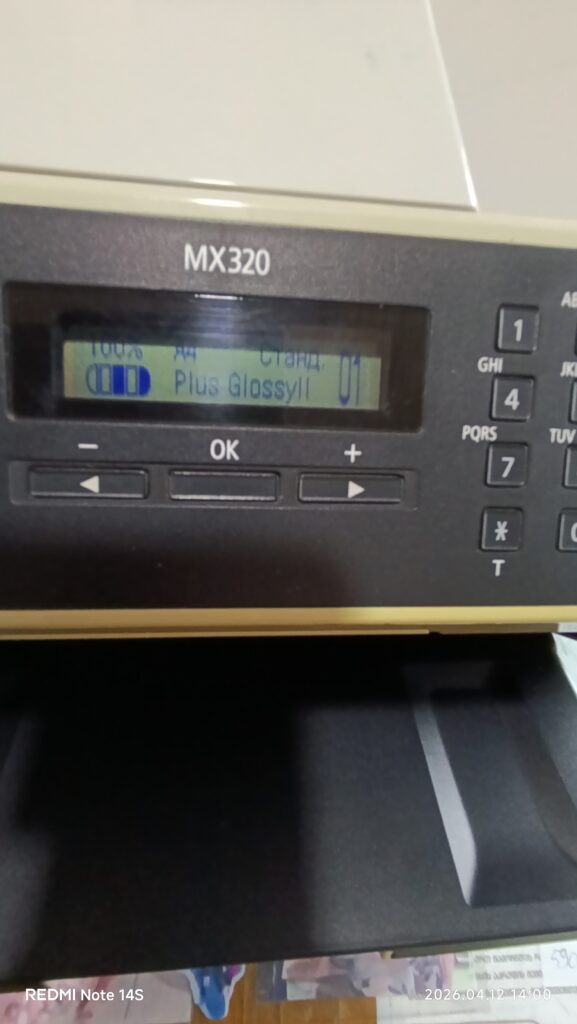 MX320
100% A4 Станд.
Plus GlossyII 01
− OK +
1
GHI
4
PQRS TUV
7
*
T
REDMI Note 14S 2026.04.12 14:00